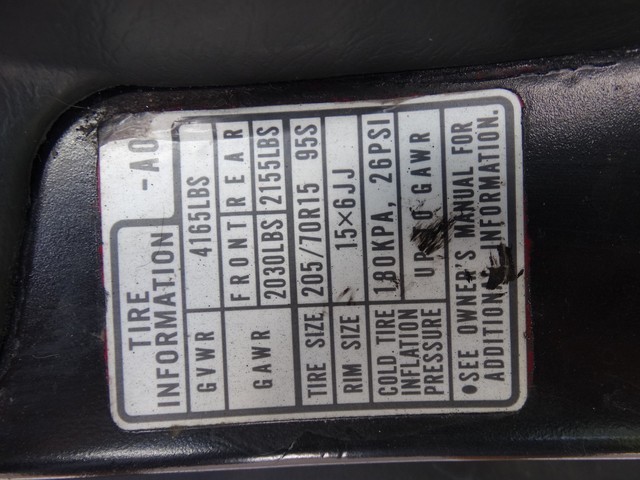 TIRE
INFORMATION
- A0
GVWR 4165LBS
GAWR FRONT REAR
2030LBS 2155LBS
TIRE SIZE 205/70R15 95S
RIM SIZE 15×6JJ
COLD TIRE INFLATION PRESSURE 180KPA, 26PSI
UP TO GAWR
•SEE OWNER'S MANUAL FOR
ADDITIONAL INFORMATION.